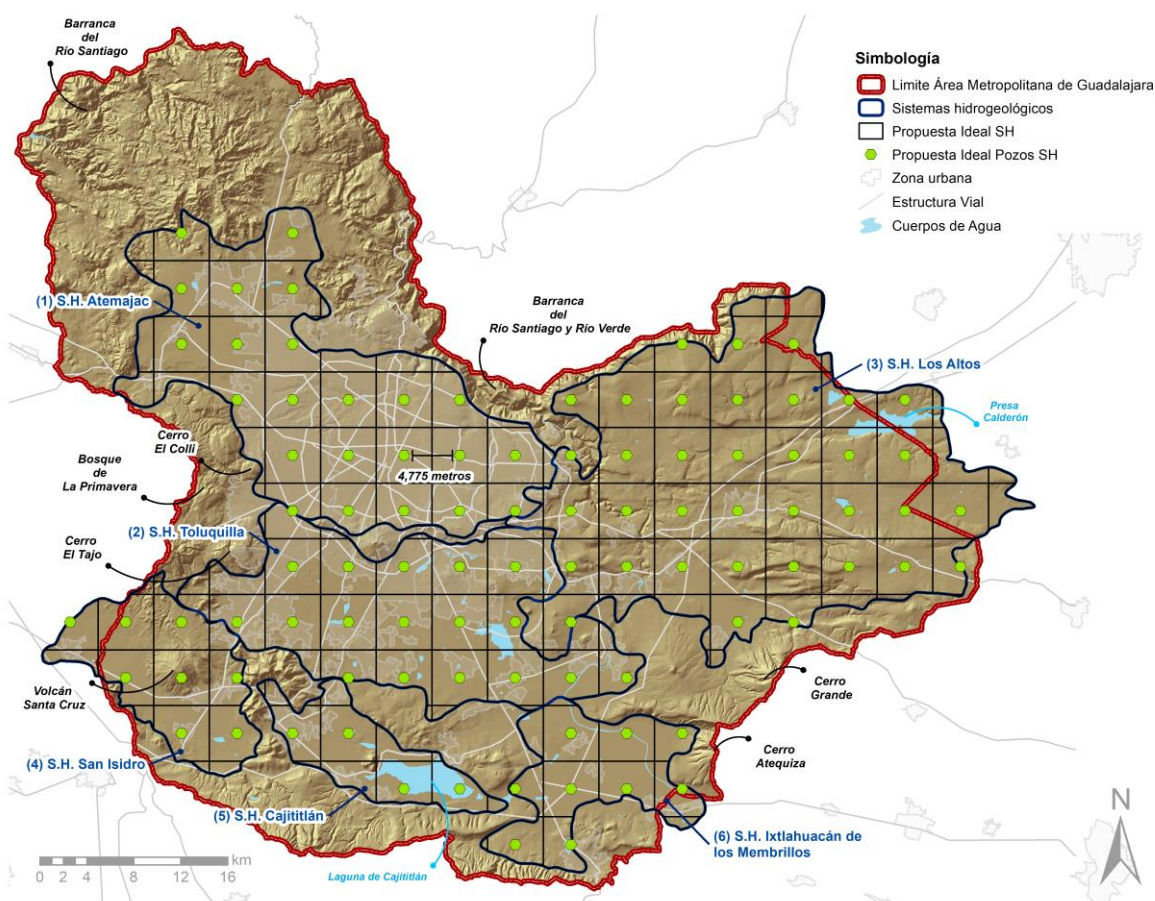 Barranca
del
Río Santiago
Simbología
Limite Área Metropolitana de Guadalajara
Sistemas hidrogeológicos
Propuesta Ideal SH
Propuesta Ideal Pozos SH
Zona urbana
Estructura Vial
Cuerpos de Agua
(1) S.H. Atemajac
Barranca
del
Río Santiago y Río Verde
(3) S.H. Los Altos
Presa
Calderón
Cerro
El Colli
Bosque
de
La Primavera
4,775 metros
(2) S.H. Toluquilla
Cerro
El Tajo
Volcán
Santa Cruz
Cerro
Grande
Cerro
Atequiza
(4) S.H. San Isidro
(5) S.H. Cajititlán
(6) S.H. Ixtlahuacán de
los Membrillos
N
km
0 2 4 8 12 16
Laguna de Cajititlán